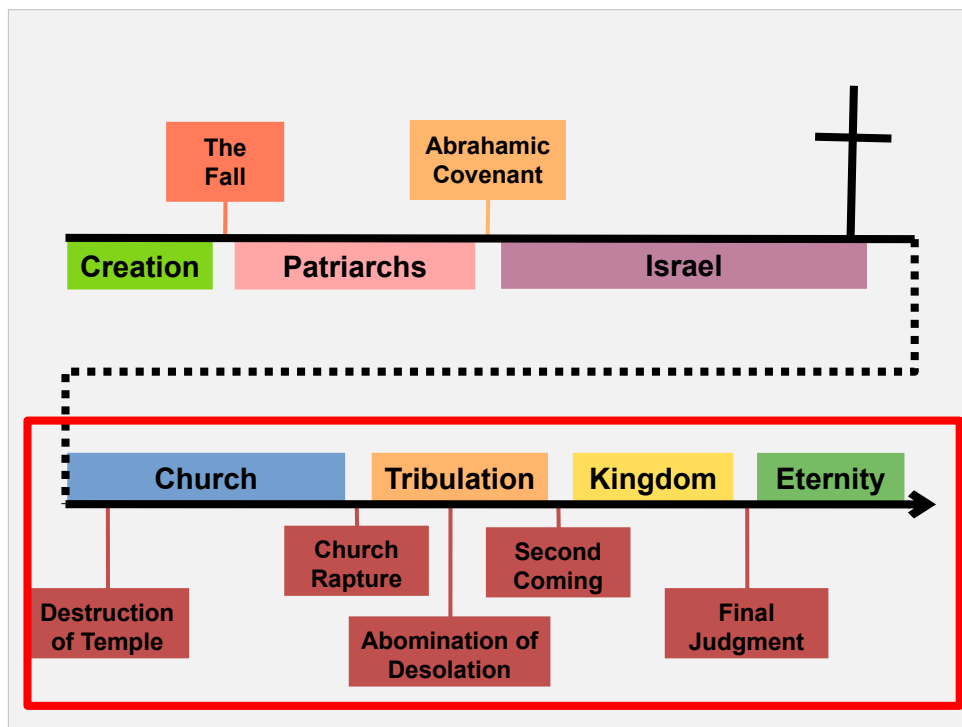 The
Fall
Abrahamic
Covenant
Creation
Patriarchs
Israel
Church
Tribulation
Kingdom
Eternity
Church
Rapture
Second
Coming
Destruction
of Temple
Abomination of
Desolation
Final
Judgment